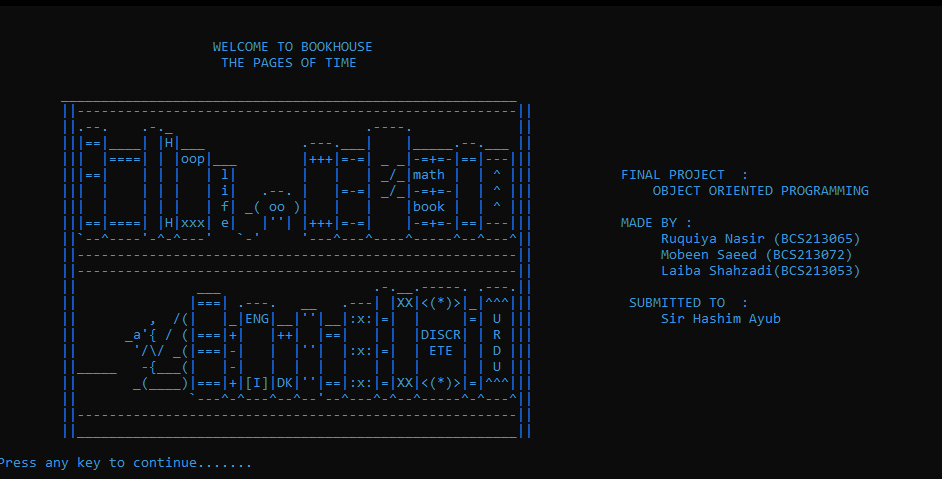 WELCOME TO BOOKHOUSE
THE PAGES OF TIME
H
oop
l
i
f
e
oo
xxx
math
book
FINAL PROJECT :
OBJECT ORIENTED PROGRAMMING
MADE BY :
Ruquiya Nasir (BCS213065)
Mobeen Saeed (BCS213072)
Laiba Shahzadi(BCS213053)
SUBMITTED TO :
Sir Hashim Ayub
ENG
XX
DISCR
ETE
U
R
D
U
[I]
DK
XX
Press any key to continue.......